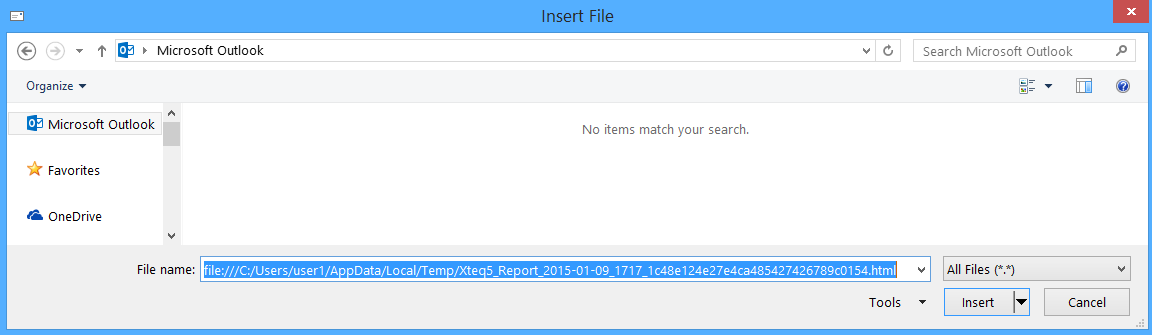 Insert File
Microsoft Outlook
Search Microsoft Outlook
Organize
Microsoft Outlook
No items match your search.
Favorites
OneDrive
File name: file:///C:/Users/user1/AppData/Local/Temp/Xteq5_Report_2015-01-09_1717_1c48e124e27e4ca485427426789c0154.html All Files (*.*)
Tools Insert Cancel